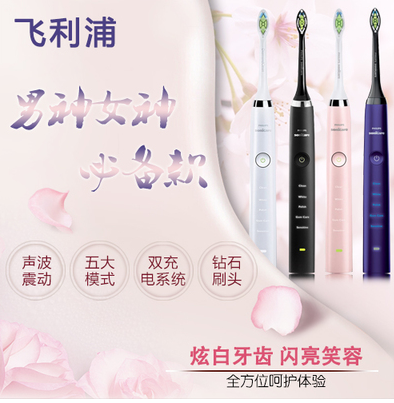 飞利浦
男神女神
必备款
声波
震动
五大
模式
双充
电系统
钻石
刷头
炫白牙齿 闪亮笑容
全方位呵护体验